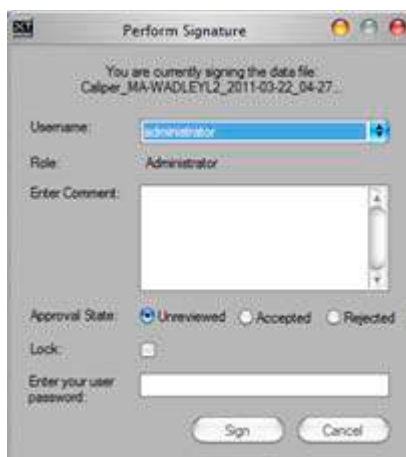 Perform Signature
You are currently signing the data file:
Caliper_MA-WADLEYL2_2011-03-22_04-27...
Username: administrator
Role: Administrator
Enter Comment:
Approval State: Unreviewed Accepted Rejected
Lock:
Enter your user
password:
Sign Cancel